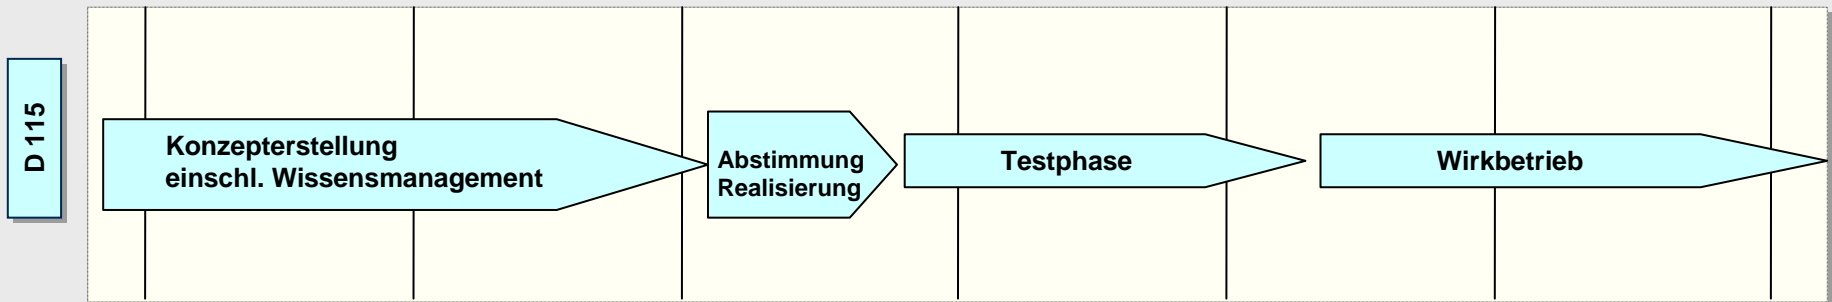 D 115
Konzepterstellung
einschl. Wissensmanagement
Abstimmung
Realisierung
Testphase
Wirkbetrieb